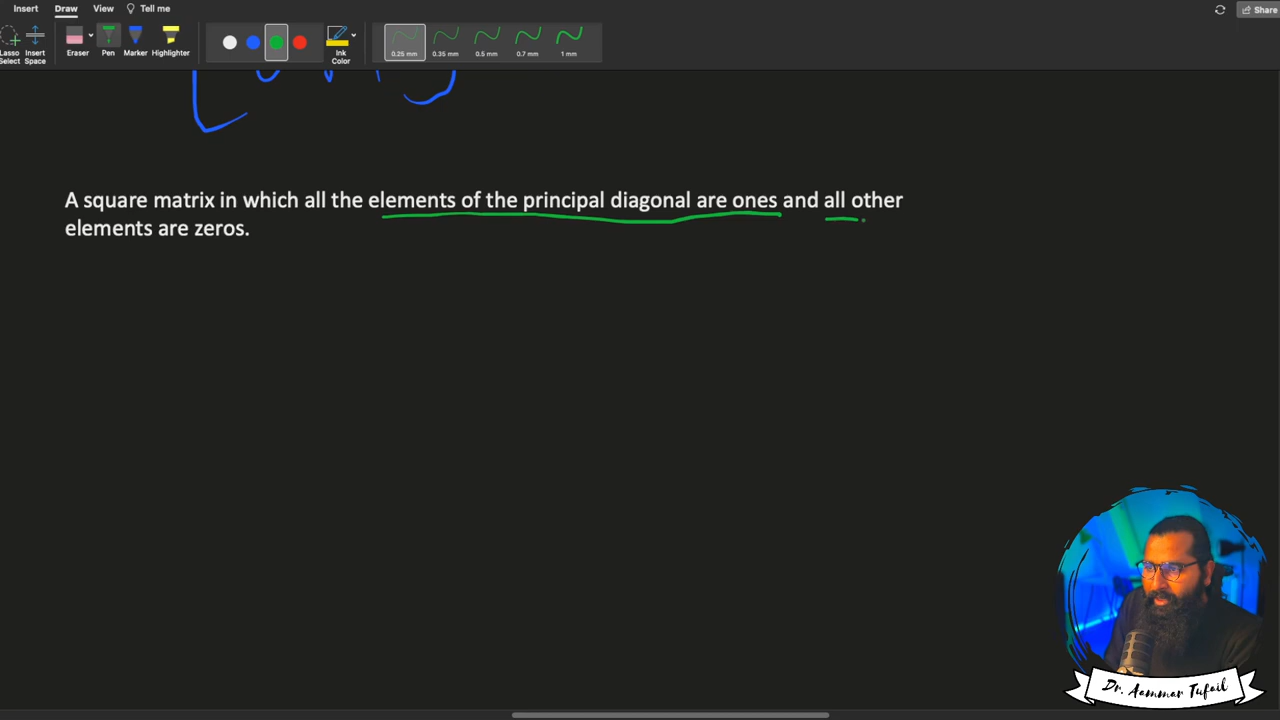 Insert Draw View Tell me
Share
Lasso Select
Insert Space
Eraser
Pen
Marker
Highlighter
Ink Color
0.25 mm
0.35 mm
0.5 mm
0.7 mm
1 mm
A square matrix in which all the elements of the principal diagonal are ones and all other
elements are zeros.
Dr. Aammar Tufail